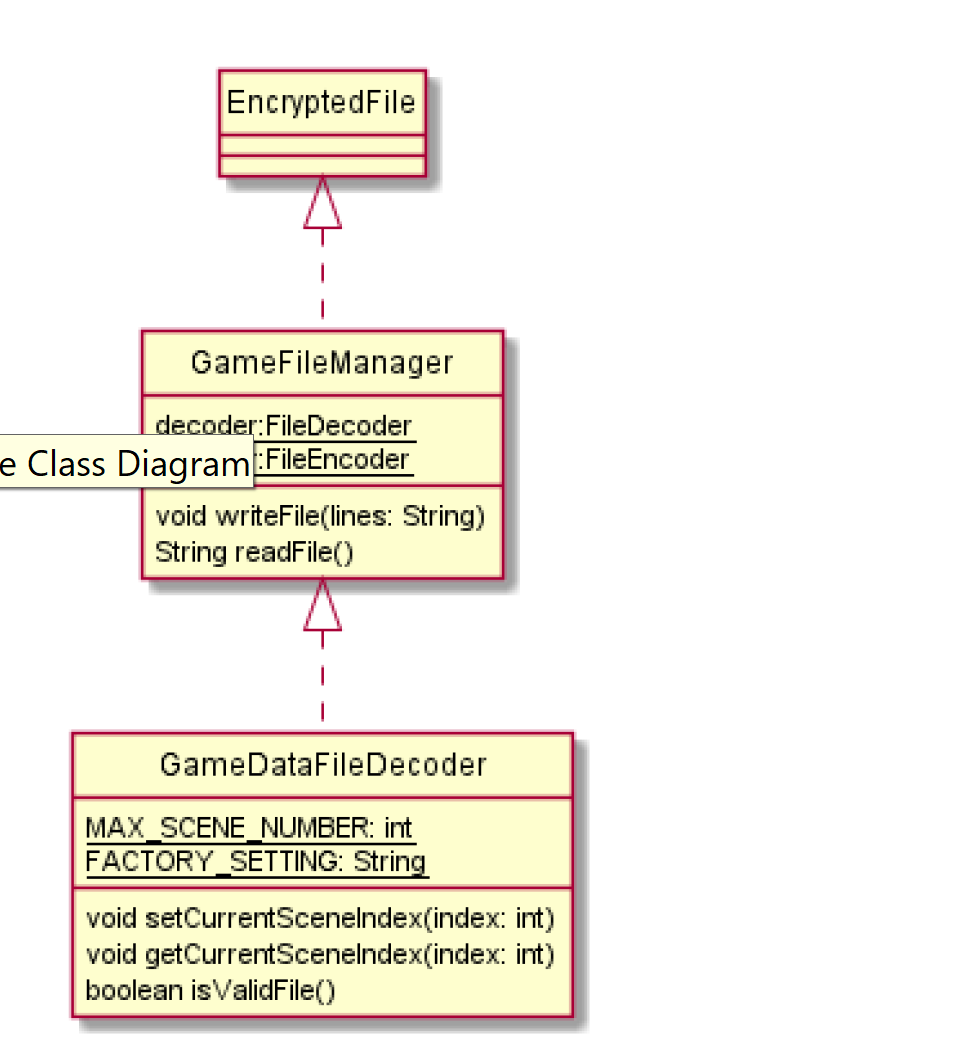 EncryptedFile
GameFileManager
decoder:FileDecoder
:FileEncoder
e Class Diagram
void writeFile(lines: String)
String readFile()
GameDataFileDecoder
MAX_SCENE_NUMBER: int
FACTORY_SETTING: String
void setCurrentSceneIndex(index: int)
void getCurrentSceneIndex(index: int)
boolean isValidFile()